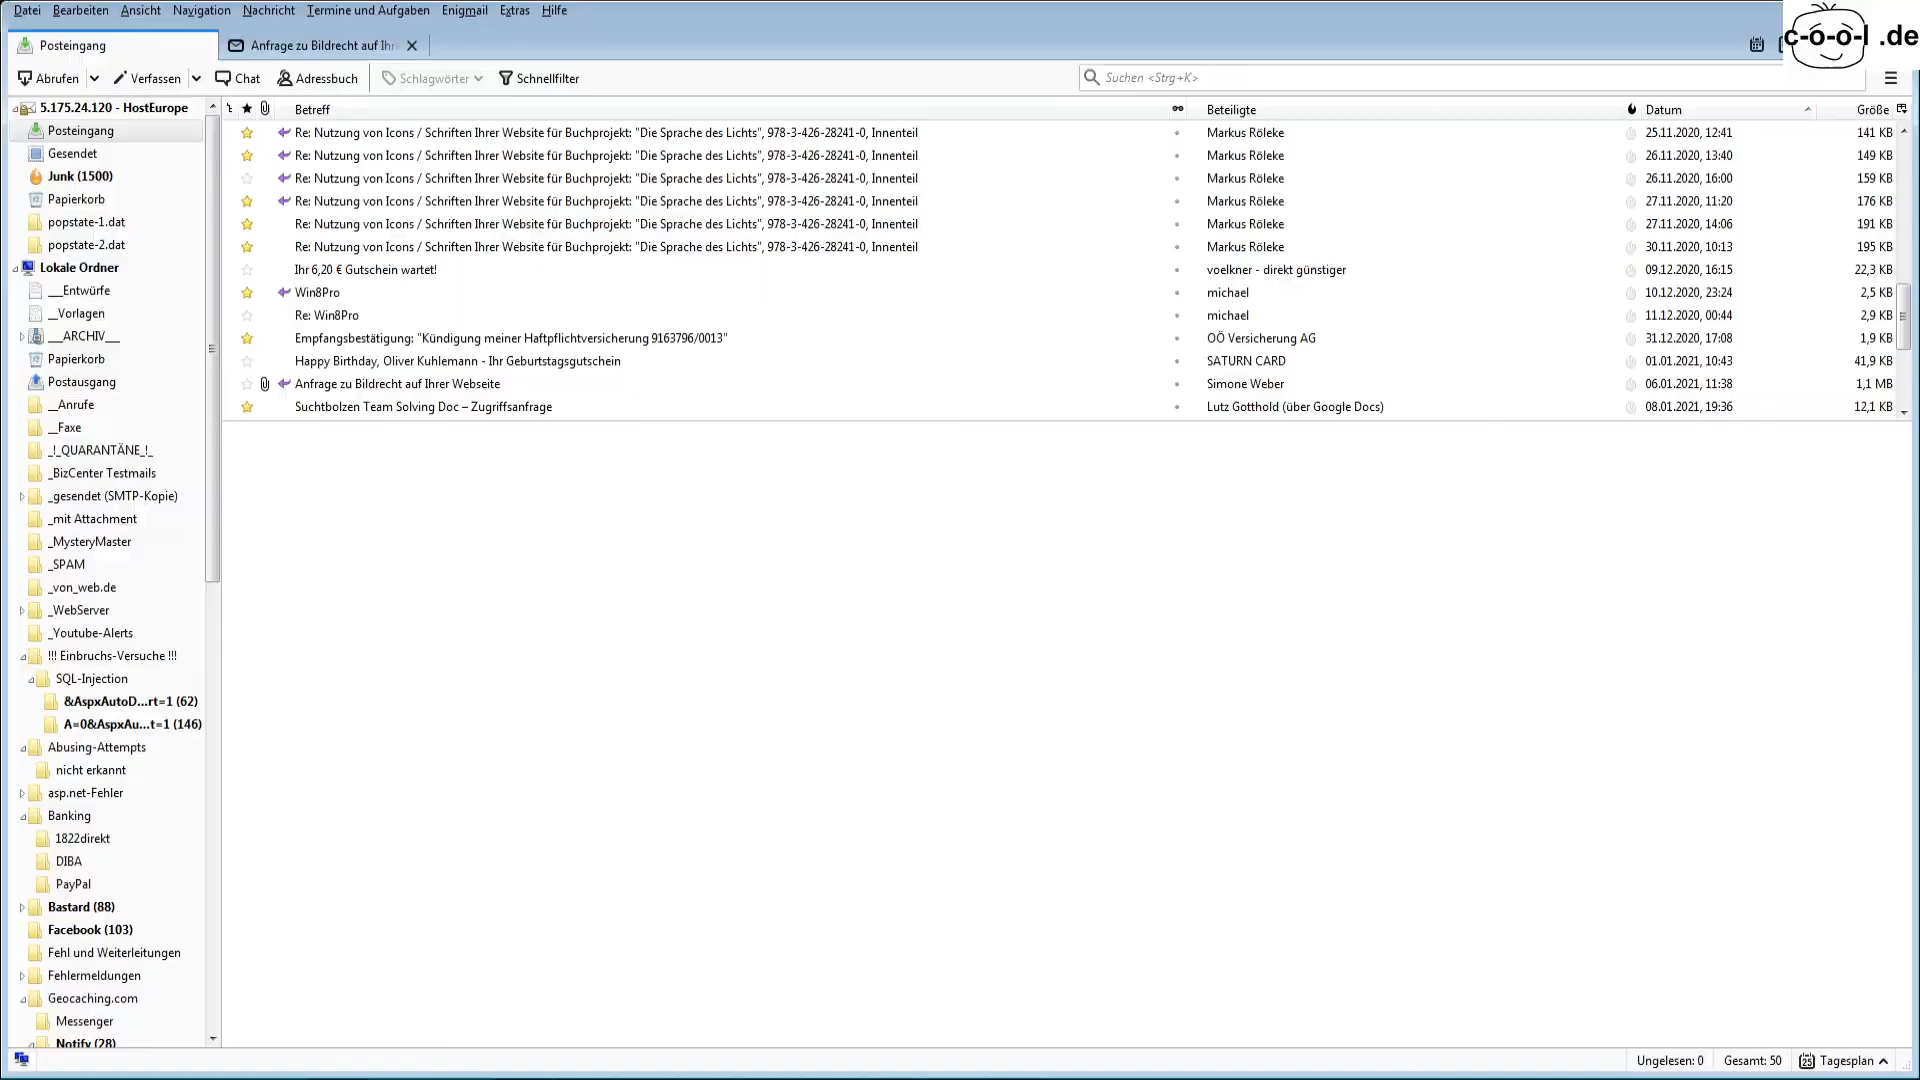 Datei Bearbeiten Ansicht Navigation Nachricht Termine und Aufgaben Enigmail Extras Hilfe
c-o-o-l .de
Posteingang
Anfrage zu Bildrecht auf Ihr
Abrufen Verfassen Chat Adressbuch Schlagwörter Schnellfilter Suchen <Strg+K>
5.175.24.120 - HostEurope
Posteingang
Gesendet
Junk (1500)
Papierkorb
popstate-1.dat
popstate-2.dat
Lokale Ordner
___Entwürfe
__Vorlagen
___ARCHIV___
Papierkorb
Postausgang
__Anrufe
__Faxe
_!_QUARANTÄNE_!_
_BizCenter Testmails
_gesendet (SMTP-Kopie)
_mit Attachment
_MysteryMaster
_SPAM
_von_web.de
_WebServer
_Youtube-Alerts
!!! Einbruchs-Versuche !!!
SQL-Injection
&AspxAutoD...rt=1 (62)
A=0&AspxAu...t=1 (146)
Abusing-Attempts
nicht erkannt
asp.net-Fehler
Banking
1822direkt
DIBA
PayPal
Bastard (88)
Facebook (103)
Fehl und Weiterleitungen
Fehlermeldungen
Geocaching.com
Messenger
Notify (28)
Betreff Beteiligte Datum Größe
Re: Nutzung von Icons / Schriften Ihrer Website für Buchprojekt: "Die Sprache des Lichts", 978-3-426-28241-0, Innenteil Markus Röleke 25.11.2020, 12:41 141 KB
Re: Nutzung von Icons / Schriften Ihrer Website für Buchprojekt: "Die Sprache des Lichts", 978-3-426-28241-0, Innenteil Markus Röleke 26.11.2020, 13:40 149 KB
Re: Nutzung von Icons / Schriften Ihrer Website für Buchprojekt: "Die Sprache des Lichts", 978-3-426-28241-0, Innenteil Markus Röleke 26.11.2020, 16:00 159 KB
Re: Nutzung von Icons / Schriften Ihrer Website für Buchprojekt: "Die Sprache des Lichts", 978-3-426-28241-0, Innenteil Markus Röleke 27.11.2020, 11:20 176 KB
Re: Nutzung von Icons / Schriften Ihrer Website für Buchprojekt: "Die Sprache des Lichts", 978-3-426-28241-0, Innenteil Markus Röleke 27.11.2020, 14:06 191 KB
Re: Nutzung von Icons / Schriften Ihrer Website für Buchprojekt: "Die Sprache des Lichts", 978-3-426-28241-0, Innenteil Markus Röleke 30.11.2020, 10:13 195 KB
Ihr 6,20 € Gutschein wartet! voelkner - direkt günstiger 09.12.2020, 16:15 22,3 KB
Win8Pro michael 10.12.2020, 23:24 2,5 KB
Re: Win8Pro michael 11.12.2020, 00:44 2,9 KB
Empfangsbestätigung: "Kündigung meiner Haftpflichtversicherung 9163796/0013" OÖ Versicherung AG 31.12.2020, 17:08 1,9 KB
Happy Birthday, Oliver Kuhlemann - Ihr Geburtstagsgutschein SATURN CARD 01.01.2021, 10:43 41,9 KB
Anfrage zu Bildrecht auf Ihrer Webseite Simone Weber 06.01.2021, 11:38 1,1 MB
Suchtbolzen Team Solving Doc – Zugriffsanfrage Lutz Gotthold (über Google Docs) 08.01.2021, 19:36 12,1 KB
Ungelesen: 0 Gesamt: 50 25 Tagesplan